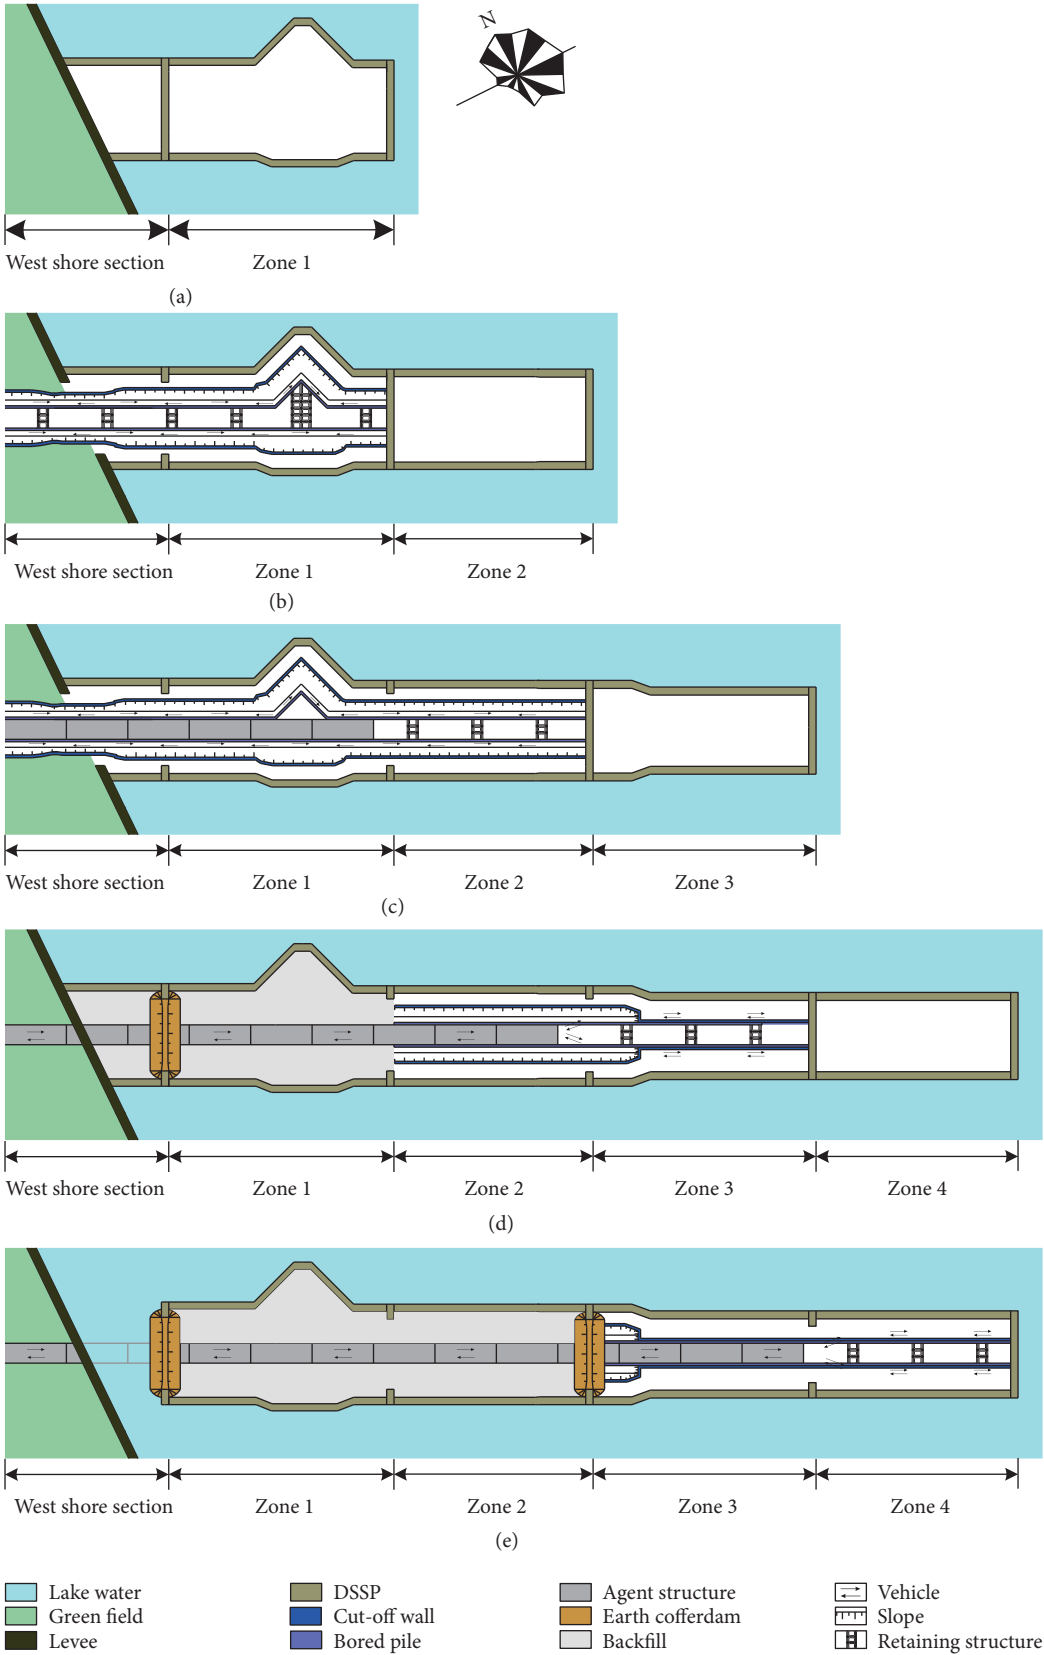 N
West shore section Zone 1
(a)
West shore section Zone 1 Zone 2
(b)
West shore section Zone 1 Zone 2 Zone 3
(c)
West shore section Zone 1 Zone 2 Zone 3 Zone 4
(d)
West shore section Zone 1 Zone 2 Zone 3 Zone 4
(e)
Lake water DSSP Agent structure Vehicle
Green field Cut-off wall Earth cofferdam Slope
Levee Bored pile Backfill Retaining structure